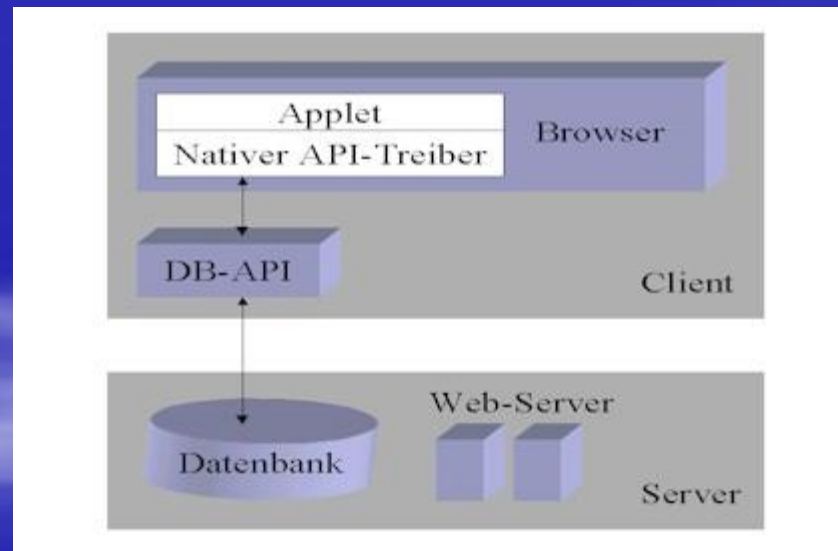 Applet
Nativer API-Treiber
Browser
DB-API
Client
Web-Server
Datenbank
Server